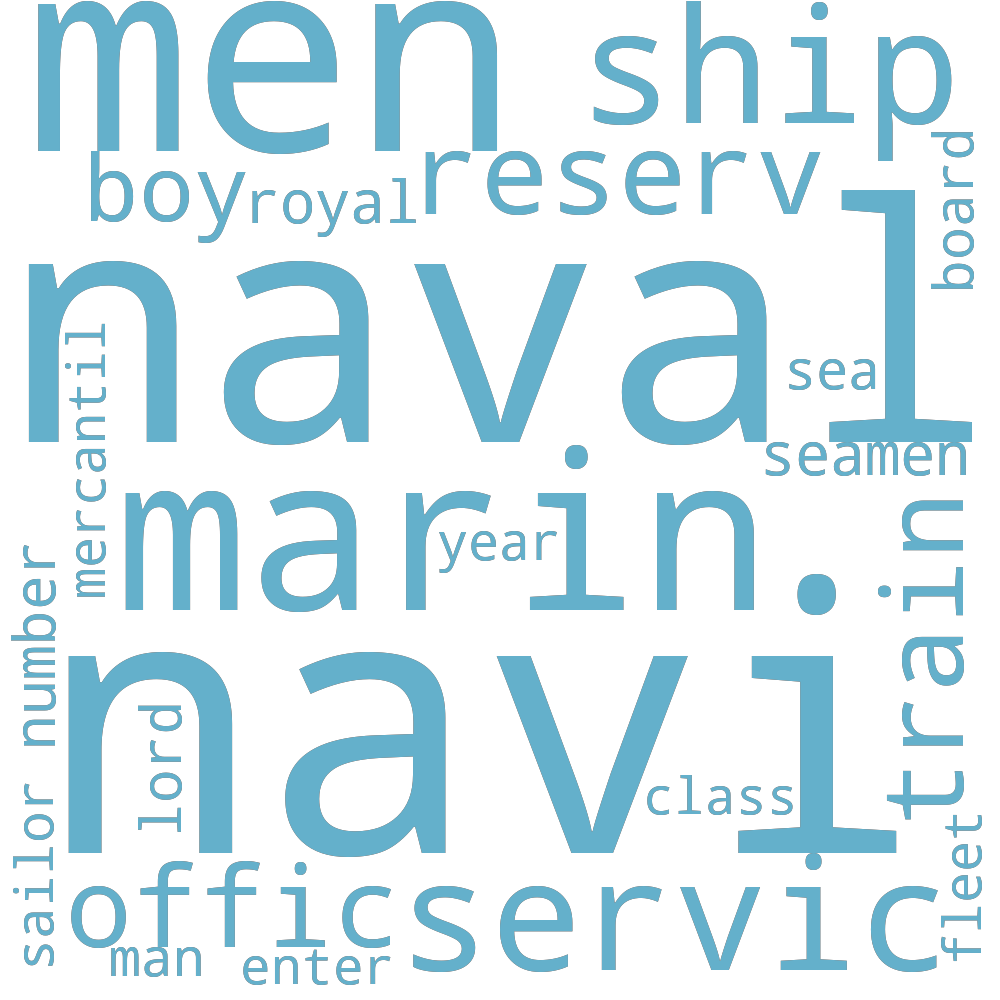 men
ship
board
boy
royal
reserv
naval
mercantil
sea
seamen
marin
year
train
sailor
number
navi
lord
class
fleet
offic
servic
man
enter